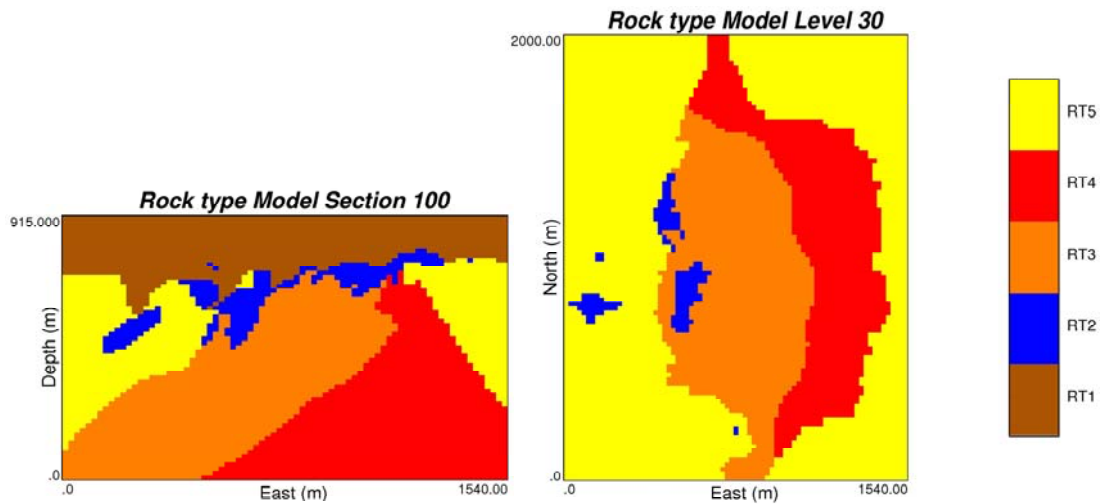 Rock type Model Section 100
915.000
Depth (m)
.0
.0
East (m)
1540.00
Rock type Model Level 30
2000.00
North (m)
.0
.0
East (m)
1540.00
RT5
RT4
RT3
RT2
RT1